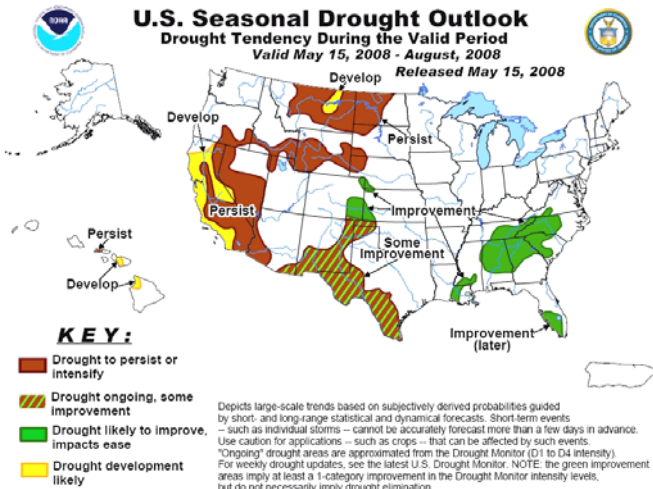 NOAA
U.S. Seasonal Drought Outlook
Drought Tendency During the Valid Period
Valid May 15, 2008 - August, 2008
Released May 15, 2008
Develop
Develop
Persist
Persist
Improvement
Some
Improvement
Persist
Develop
Improvement
(later)
KEY:
Drought to persist or
intensify
Drought ongoing, some
improvement
Drought likely to improve,
impacts ease
Drought development
likely
Depicts large-scale trends based on subjectively derived probabilities guided
by short- and long-range statistical and dynamical forecasts. Short-term events
-- such as individual storms -- cannot be accurately forecast more than a few days in advance.
Use caution for applications -- such as crops -- that can be affected by such events.
"Ongoing" drought areas are approximated from the Drought Monitor (D1 to D4 intensity).
For weekly drought updates, see the latest U.S. Drought Monitor. NOTE: the green improvement
areas imply at least a 1-category improvement in the Drought Monitor intensity levels,
but do not necessarily imply drought elimination.